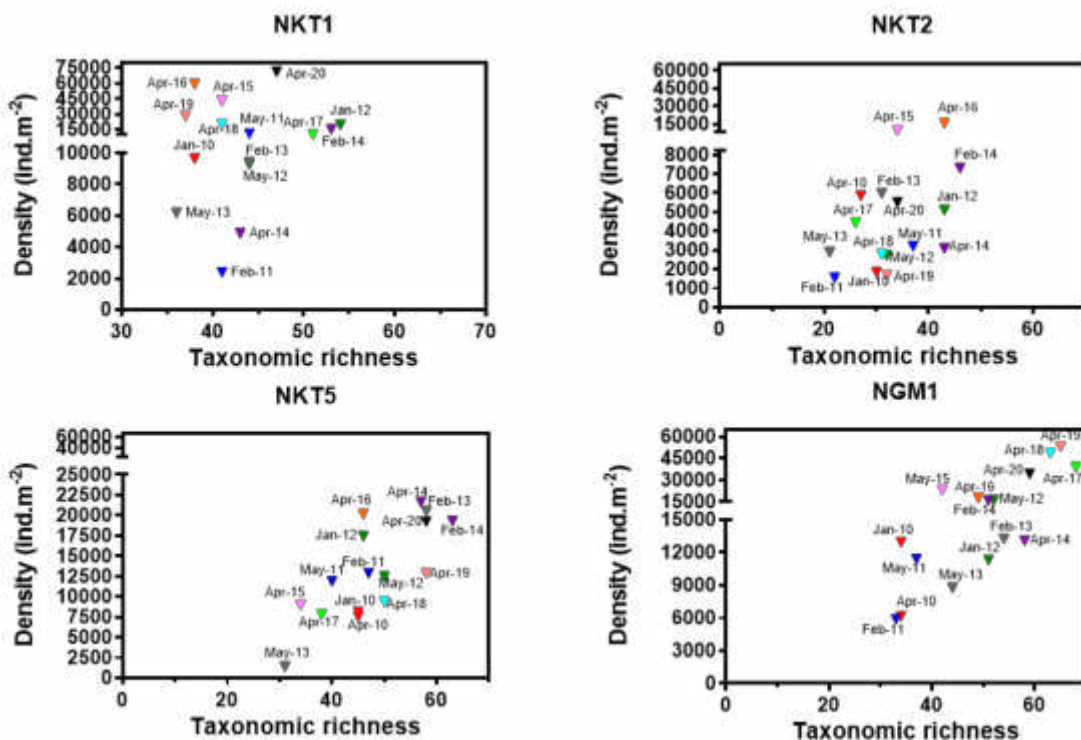 NKT1
Density (Ind.m-2)
75000
60000
45000
30000
15000
10000
8000
6000
4000
2000
0
Apr-16
Apr-15
Apr-20
Apr-19
Apr-18
May-11
Apr-17
Jan-12
Feb-14
Jan-10
Feb-13
May-12
May-13
Apr-14
Feb-11
30 40 50 60 70
Taxonomic richness
NKT2
Density (Ind.m-2)
60000
45000
30000
15000
8000
7000
6000
5000
4000
3000
2000
1000
0
Apr-15
Apr-16
Feb-14
Apr-10
Feb-13
Apr-17
Apr-20
Jan-12
May-13
Apr-18
May-11
May-12
Apr-14
Feb-11
Jan-10
Apr-19
0 20 40 60
Taxonomic richness
NKT5
Density (Ind.m-2)
60000
40000
25000
22500
20000
17500
15000
12500
10000
7500
5000
2500
0
Apr-14
Feb-13
Apr-16
Apr-20
Feb-14
Jan-12
May-11
Feb-11
May-12
Apr-19
Apr-15
Jan-10
Apr-18
Apr-17
Apr-10
May-13
0 20 40 60
Taxonomic richness
NGM1
Density (Ind.m-2)
60000
45000
30000
15000
15000
12000
9000
6000
3000
0
Apr-19
Apr-18
Apr-20
Apr-17
May-15
Apr-16
Feb-14
May-12
Jan-10
Feb-13
Apr-14
May-11
Jan-12
May-13
Apr-10
Feb-11
0 20 40 60
Taxonomic richness